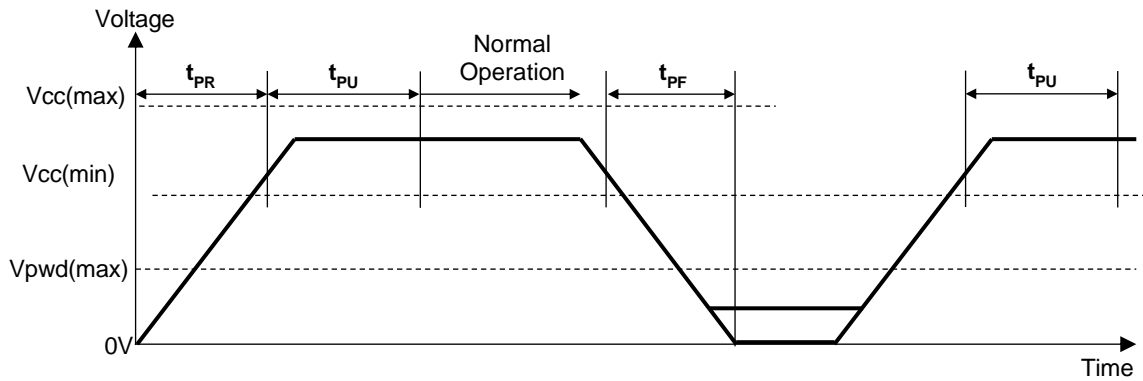 Voltage
Normal
Operation
tPR
tPU
tPF
tPU
Vcc(max)
Vcc(min)
Vpwd(max)
0V
Time